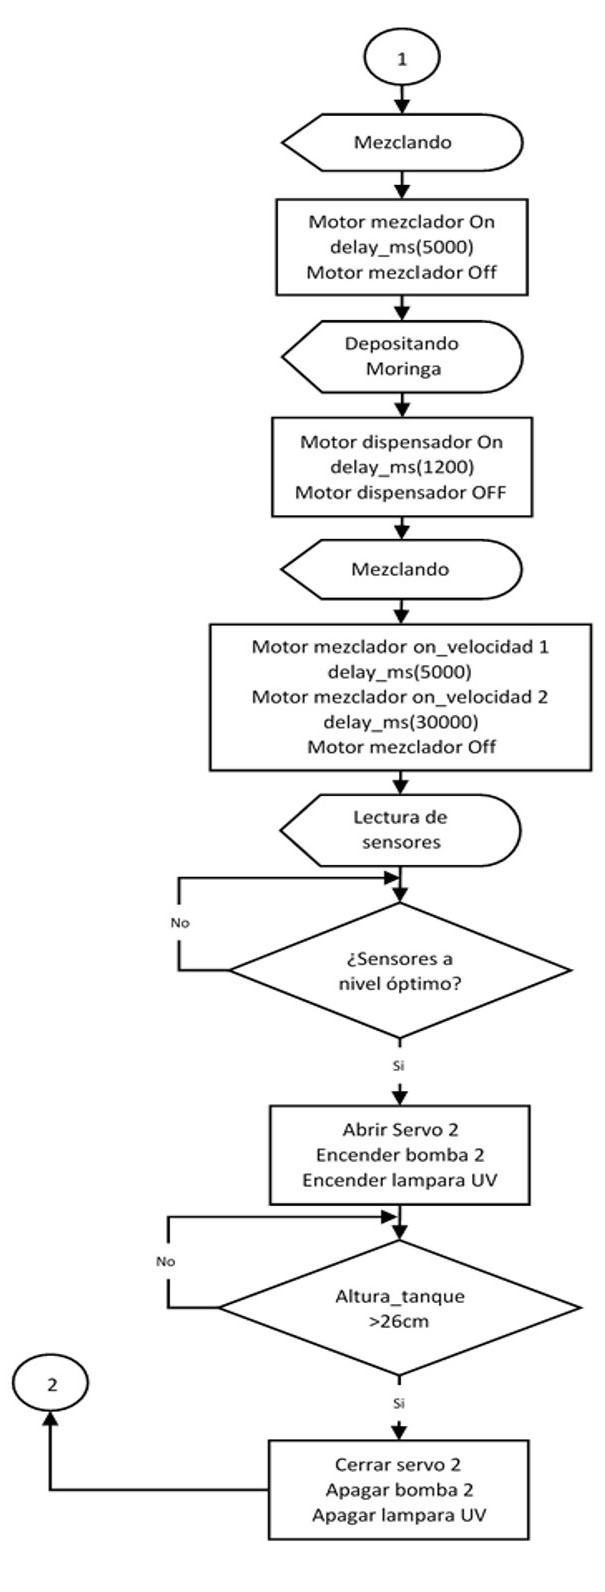 1
Mezclando
Motor mezclador On
delay_ms(5000)
Motor mezclador Off
Depositando
Moringa
Motor dispensador On
delay_ms(1200)
Motor dispensador OFF
Mezclando
Motor mezclador on_velocidad 1
delay_ms(5000)
Motor mezclador on_velocidad 2
delay_ms(30000)
Motor mezclador Off
Lectura de
sensores
No
¿Sensores a
nivel óptimo?
Si
Abrir Servo 2
Encender bomba 2
Encender lampara UV
No
Altura_tanque
>26cm
Si
2
Cerrar servo 2
Apagar bomba 2
Apagar lampara UV